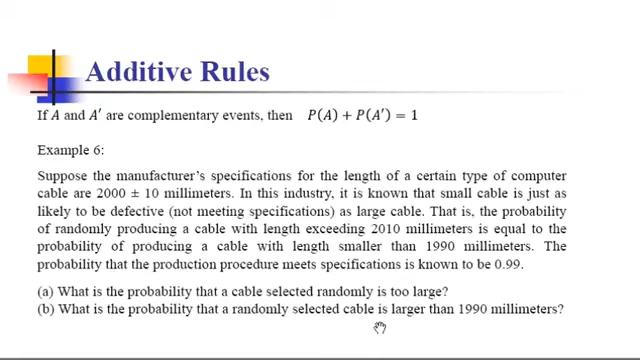 Additive Rules
If A and A′ are complementary events, then P(A) + P(A′) = 1
Example 6:
Suppose the manufacturer's specifications for the length of a certain type of computer
cable are 2000 ± 10 millimeters. In this industry, it is known that small cable is just as
likely to be defective (not meeting specifications) as large cable. That is, the probability
of randomly producing a cable with length exceeding 2010 millimeters is equal to the
probability of producing a cable with length smaller than 1990 millimeters. The
probability that the production procedure meets specifications is known to be 0.99.
(a) What is the probability that a cable selected randomly is too large?
(b) What is the probability that a randomly selected cable is larger than 1990 millimeters?